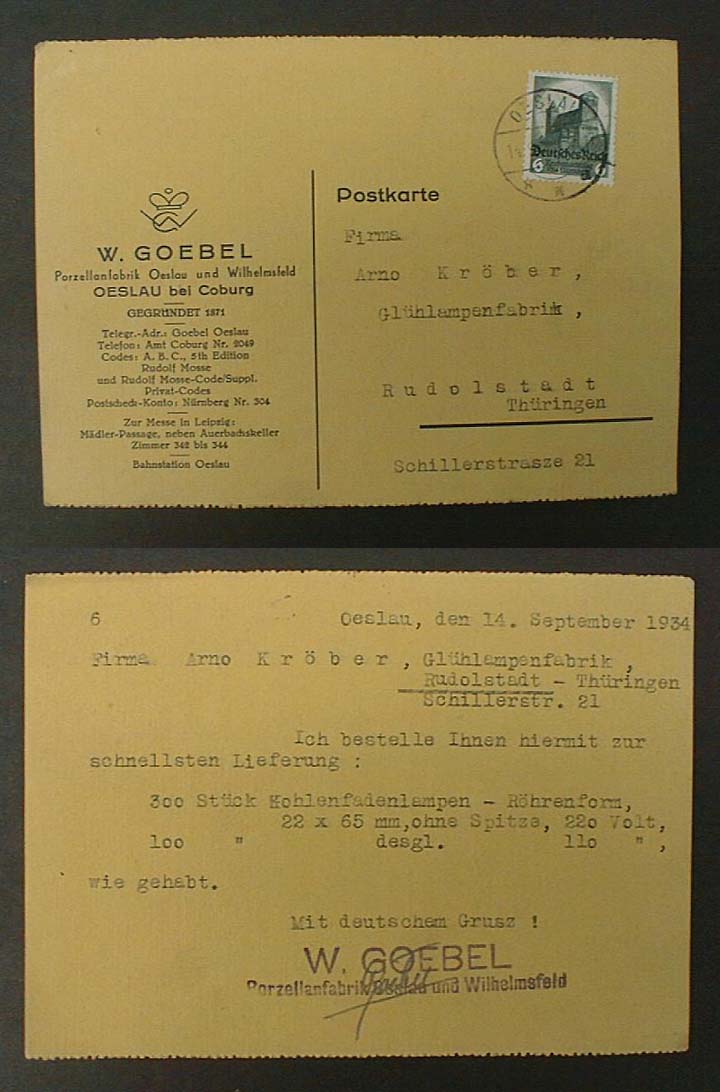 OESLAU
Deutsches Reich
6
W. GOEBEL
Porzellanfabrik Oeslau und Wilhelmsfeld
OESLAU bei Coburg
GEGRÜNDET 1871
Telegr.-Adr.: Goebel Oeslau
Telefon: Amt Coburg Nr. 2049
Codes: A. B. C., 5th Edition
Rudolf Mosse
und Rudolf Mosse-Code/Suppl.
Privat-Codes
Postscheck-Konto: Nürnberg Nr. 304
Zur Messe in Leipzig:
Mädler-Passage, neben Auerbachskeller
Zimmer 342 bis 344
Bahnstation Oeslau
Postkarte
Firma
Arno Kröber,
Glühlampenfabrik,
Rudolstadt
Thüringen
Schillerstrasze 21
6 Oeslau, den 14. September 1934
Firma Arno Kröber, Glühlampenfabrik,
Rudolstadt - Thüringen
Schillerstr. 21
Ich bestelle Ihnen hiermit zur
schnellsten Lieferung :
300 Stück Kohlenfadenlampen - Röhrenform,
22 x 65 mm,ohne Spitze, 220 Volt,
100 " desgl. 110 " ,
wie gehabt.
Mit deutschem Grusz !
W. GOEBEL
Porzellanfabrik Oeslau und Wilhelmsfeld